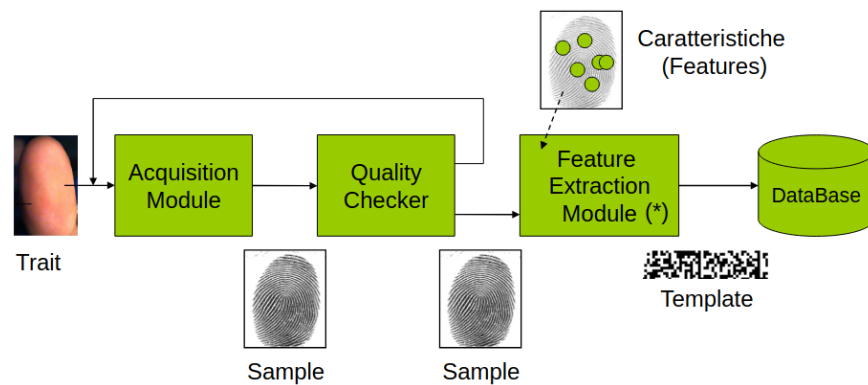 Caratteristiche
(Features)
Acquisition
Module
Quality
Checker
Feature
Extraction
Module (*)
DataBase
Trait
Template
Sample
Sample